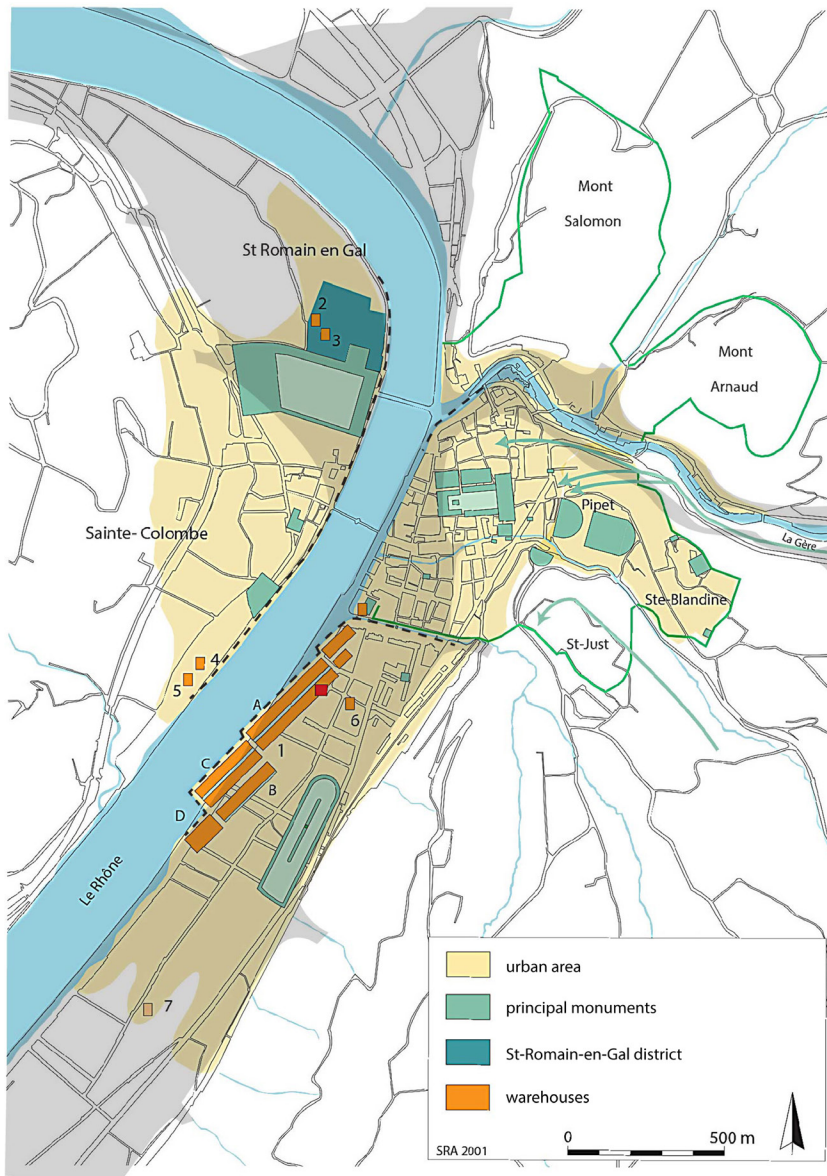 Mont
Salomon
St Romain en Gal
2
3
Mont
Arnaud
Sainte- Colombe
Pipet
La Gère
Ste-Blandine
St-Just
4
5
A
6
1
C
B
D
Le Rhône
7
urban area
principal monuments
St-Romain-en-Gal district
warehouses
SRA 2001
0
500 m